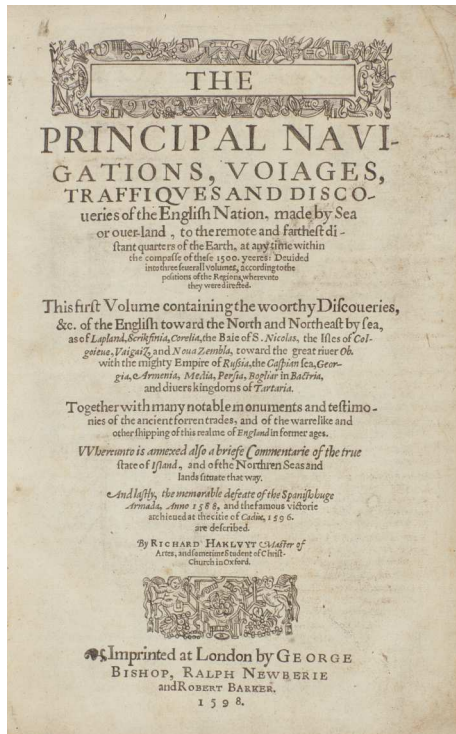 THE
PRINCIPAL NAVI-
GATIONS, VOIAGES,
TRAFFIQVES AND DISCO-
ueries of the English Nation, made by Sea
or ouer-land, to the remote and farthest di-
stant quarters of the Earth, at any time within
the compasse of these 1500. yeeres: Deuided
into three seuerall volumes, according to the
positions of the Regions, whereunto
they were directed.
This first Volume containing the woorthy Discoueries,
&c. of the English toward the North and Northeast by sea,
as of Lapland, Scrikfinia, Corelia, the Baie of S. Nicolas, the Isles of Col-
goieue, Vaigatz, and Noua Zembla, toward the great riuer Ob,
with the mighty Empire of Russia, the Caspian sea, Geor-
gia, Armenia, Media, Persia, Boghar in Bactria,
and diuers kingdoms of Tartaria.
Together with many notable monuments and testimo-
nies of the ancient forren trades, and of the warrelike and
other shipping of this realme of England in former ages.
VVhereunto is annexed also a briefe Commentarie of the true
state of Island, and of the Northren Seas and
lands situate that way.
And lastly, the memorable defeate of the Spanish huge
Armada, Anno 1588, and the famous victorie
atchieued at the citie of Cadiz, 1596.
are described.
By RICHARD HAKLVYT Master of
Artes, and sometime Student of Christ-
Church in Oxford.
Imprinted at London by GEORGE
BISHOP, RALPH NEWBERIE
and ROBERT BARKER.
1598.